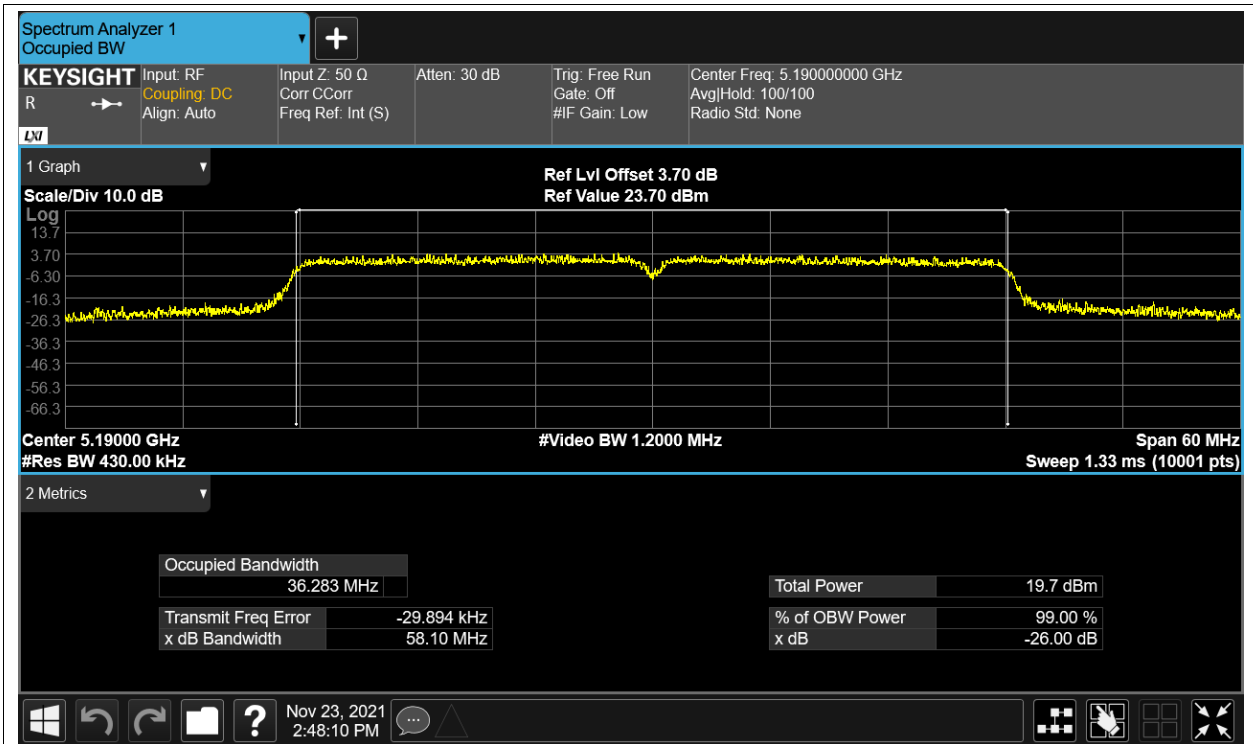 Spectrum Analyzer 1
Occupied BW
KEYSIGHT
R
LXI
Input: RF
Coupling: DC
Align: Auto
Input Z: 50 Ω
Corr CCorr
Freq Ref: Int (S)
Atten: 30 dB
Trig: Free Run
Gate: Off
#IF Gain: Low
Center Freq: 5.190000000 GHz
Avg|Hold: 100/100
Radio Std: None
1 Graph
Scale/Div 10.0 dB
Ref Lvl Offset 3.70 dB
Ref Value 23.70 dBm
Log
13.7
3.70
-6.30
-16.3
-26.3
-36.3
-46.3
-56.3
-66.3
Center 5.19000 GHz
#Video BW 1.2000 MHz
Span 60 MHz
#Res BW 430.00 kHz
Sweep 1.33 ms (10001 pts)
2 Metrics
Occupied Bandwidth
36.283 MHz
Transmit Freq Error -29.894 kHz
x dB Bandwidth 58.10 MHz
Total Power 19.7 dBm
% of OBW Power 99.00 %
x dB -26.00 dB
?
Nov 23, 2021
2:48:10 PM